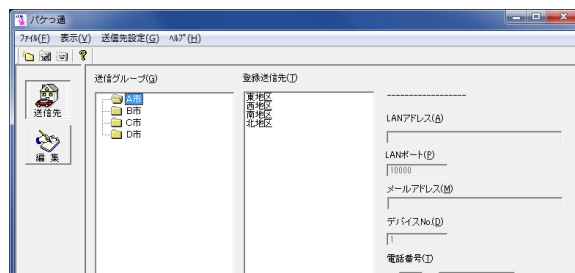 パケっ通
ファイル(F) 表示(V) 送信先設定(G) ヘルプ(H)
送信グループ(G)
登録送信先(T)
送信先
編集
A市
B市
C市
D市
東地区
西地区
南地区
北地区
------------------
LANアドレス(A)
LANポート(P)
10000
メールアドレス(M)
デバイスNo.(D)
1
電話番号(T)